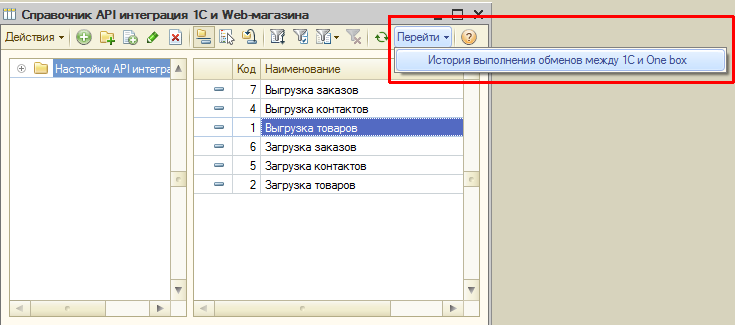 Справочник API интеграция 1С и Web-магазина
Действия
Перейти
История выполнения обменов между 1С и One box
Настройки API интегра
Код Наименование
7 Выгрузка заказов
4 Выгрузка контактов
1 Выгрузка товаров
6 Загрузка заказов
5 Загрузка контактов
2 Загрузка товаров